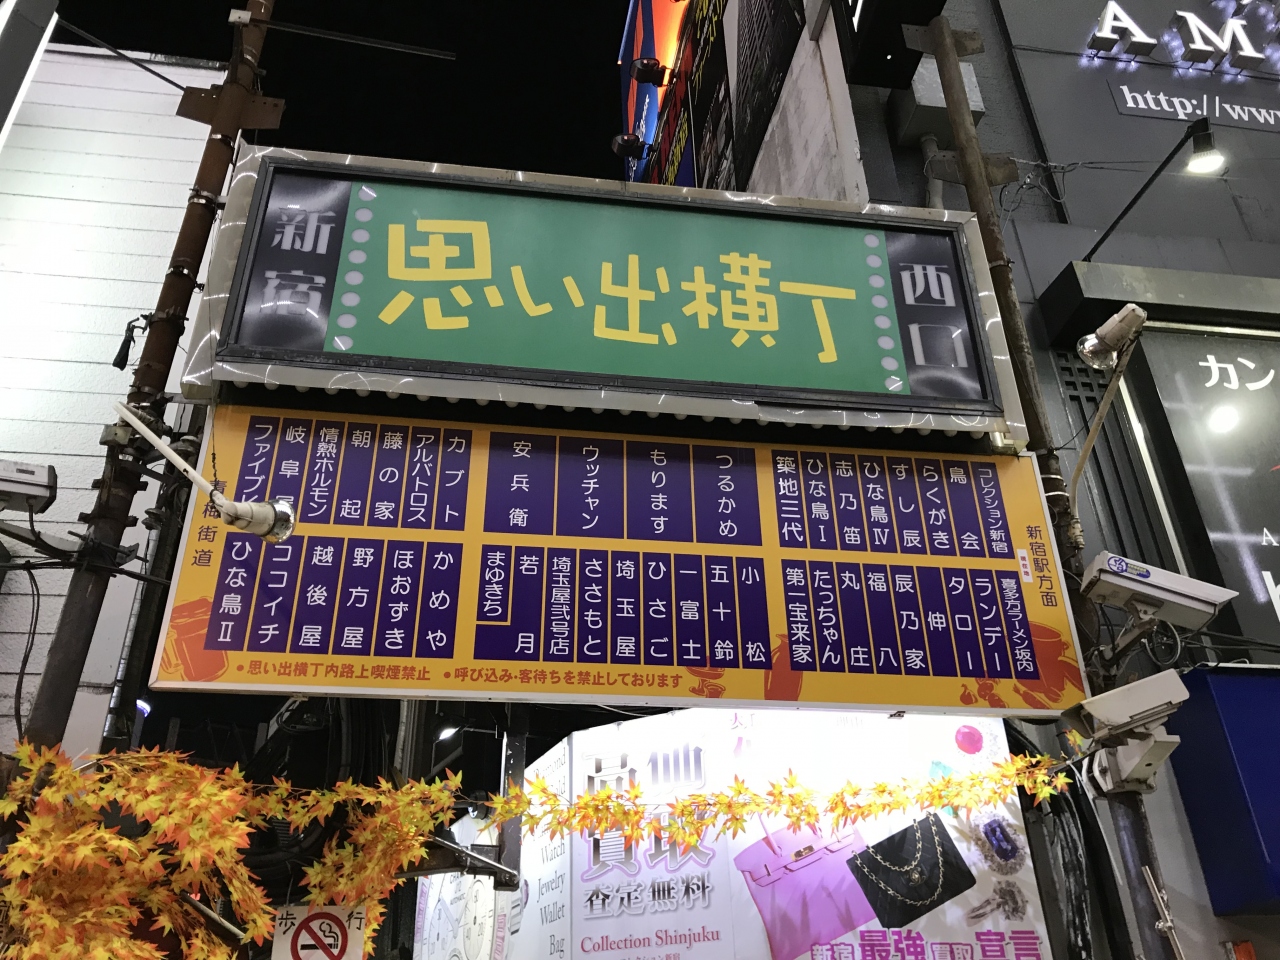 AM
http://www
新宿
思い出横丁
西口
カン
青梅街道
ファイブ
岐阜屋
情熱ホルモン
朝起
藤の家
アルバトロス
カブト
安兵衛
ウッチャン
もります
つるかめ
築地三代
ひな鳥Ⅰ
志乃笛
ひな鳥Ⅳ
すし辰
らくがき
鳥会
コレクション新宿
新宿駅方面
ひな鳥Ⅱ
ココイチ
越後屋
野方屋
ほおずき
かめや
まゆきち
若月
埼玉屋弐号店
ささもと
埼玉屋
ひさご
一富士
五十鈴
小松
第一宝来家
たっちゃん
丸庄
福八
辰乃家
伸
タロー
ランデー
喜多方ラーメン坂内
●思い出横丁内路上喫煙禁止 ●呼び込み・客待ちを禁止しております
買取
査定無料
Watch
Jewelry
Wallet
Bag
Collection Shinjuku
新宿最強買取宣言
歩行